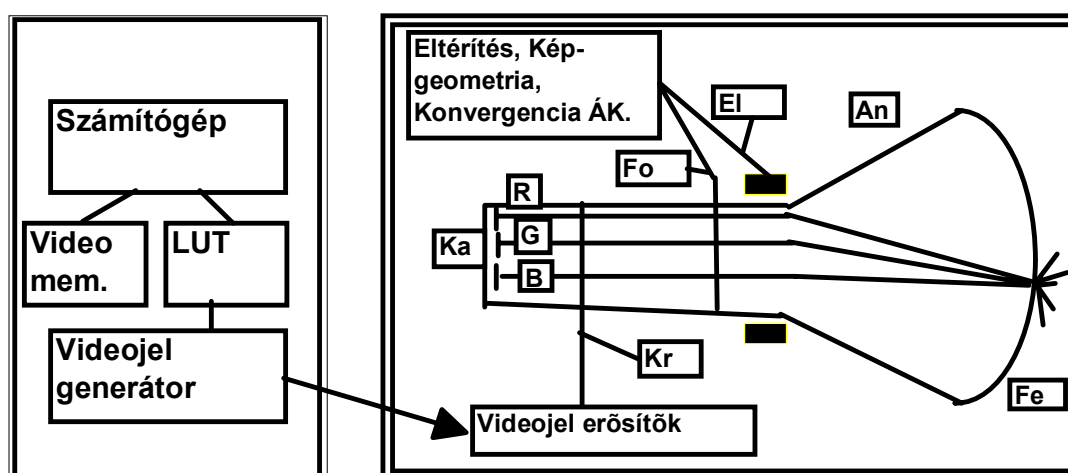 Számítógép
Video
mem.
LUT
Videojel
generátor
Eltérítés, Kép-
geometria,
Konvergencia ÁK.
El
An
Fo
R
Ka
G
B
Kr
Fe
Videojel erõsítõk